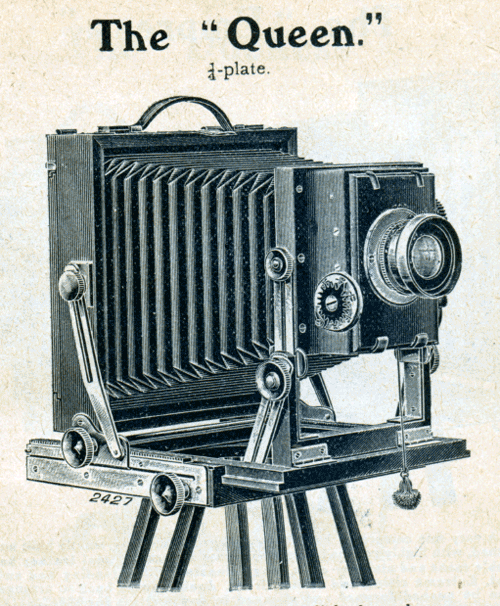 The “Queen.”
¼-plate.
2427